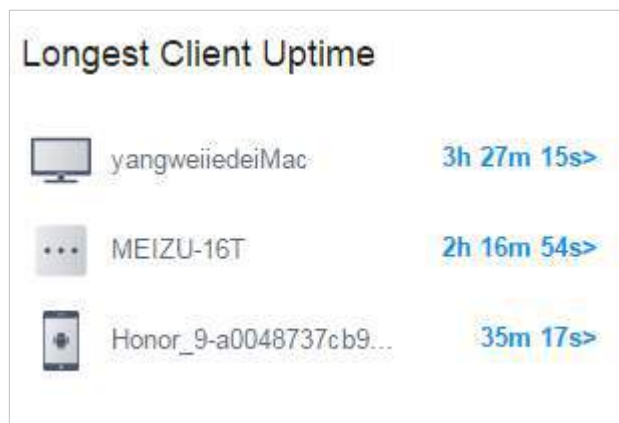 Longest Client Uptime
yangweiiedeiMac 3h 27m 15s>
MEIZU-16T 2h 16m 54s>
Honor_9-a0048737cb9... 35m 17s>